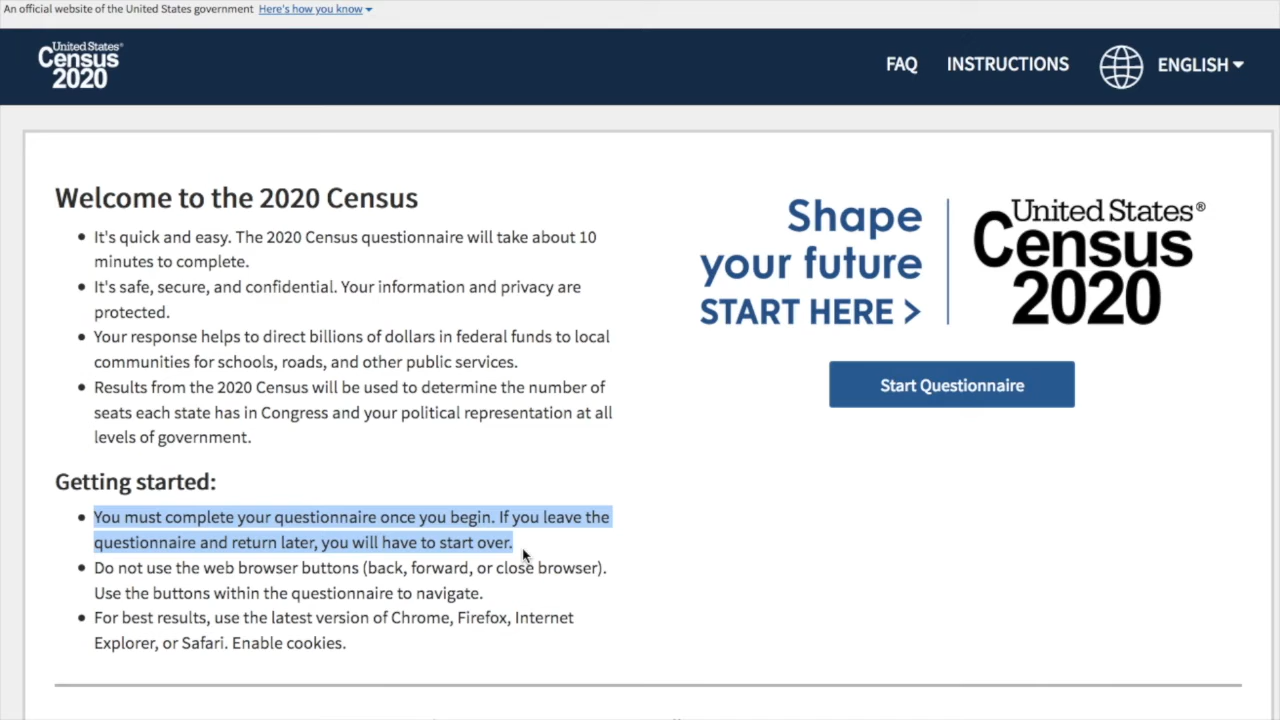 An official website of the United States government Here's how you know
United States®
Census
2020
FAQ INSTRUCTIONS ENGLISH
Welcome to the 2020 Census
• It's quick and easy. The 2020 Census questionnaire will take about 10
minutes to complete.
• It's safe, secure, and confidential. Your information and privacy are
protected.
• Your response helps to direct billions of dollars in federal funds to local
communities for schools, roads, and other public services.
• Results from the 2020 Census will be used to determine the number of
seats each state has in Congress and your political representation at all
levels of government.
Getting started:
• You must complete your questionnaire once you begin. If you leave the
questionnaire and return later, you will have to start over.
• Do not use the web browser buttons (back, forward, or close browser).
Use the buttons within the questionnaire to navigate.
• For best results, use the latest version of Chrome, Firefox, Internet
Explorer, or Safari. Enable cookies.
Shape
your future
START HERE >
United States®
Census
2020
Start Questionnaire